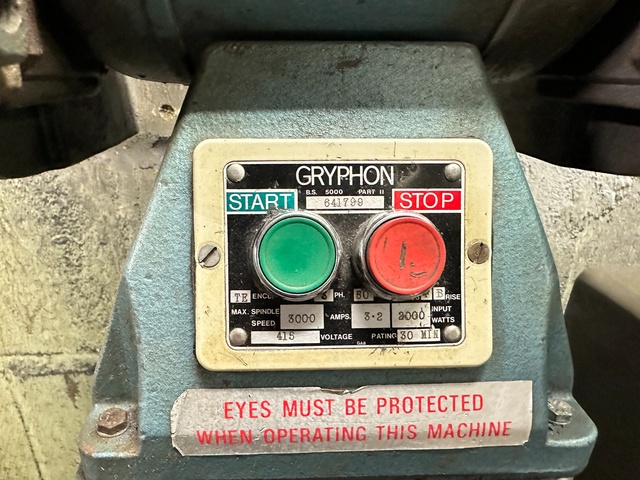 GRYPHON
B.S. 5000 PART II
START 641799 STOP
TE ENCL 3 PH. 50 B RISE
MAX. SPINDLE SPEED 3000 AMPS. 3·2 2000 INPUT WATTS
415 VOLTAGE RATING 30 MIN
EYES MUST BE PROTECTED
WHEN OPERATING THIS MACHINE